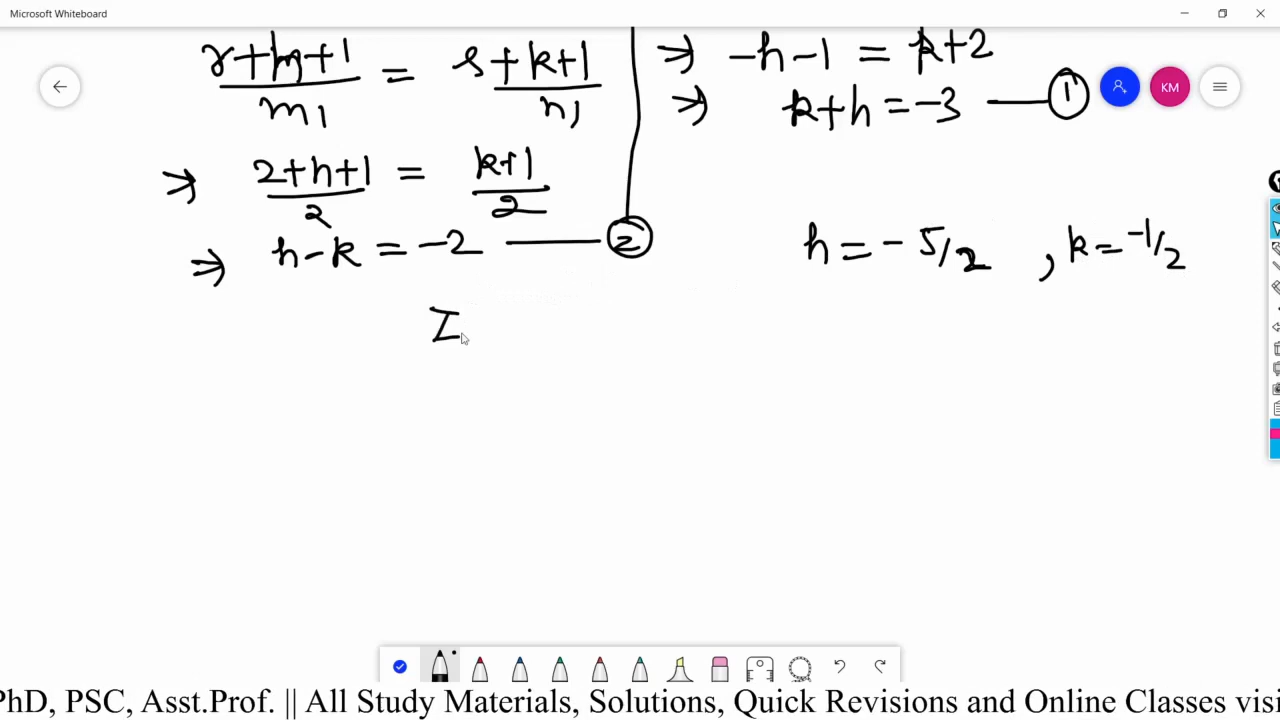 Microsoft Whiteboard
r+h+1/m1 = s+k+1/n1
⇒ 2+h+1/2 = k+1/2
⇒ h-k = -2 —— ②
⇒ -h-1 = k+2
⇒ k+h = -3 —— ①
h = -5/2 , k = -1/2
I
KM
PhD, PSC, Asst.Prof. || All Study Materials, Solutions, Quick Revisions and Online Classes visi